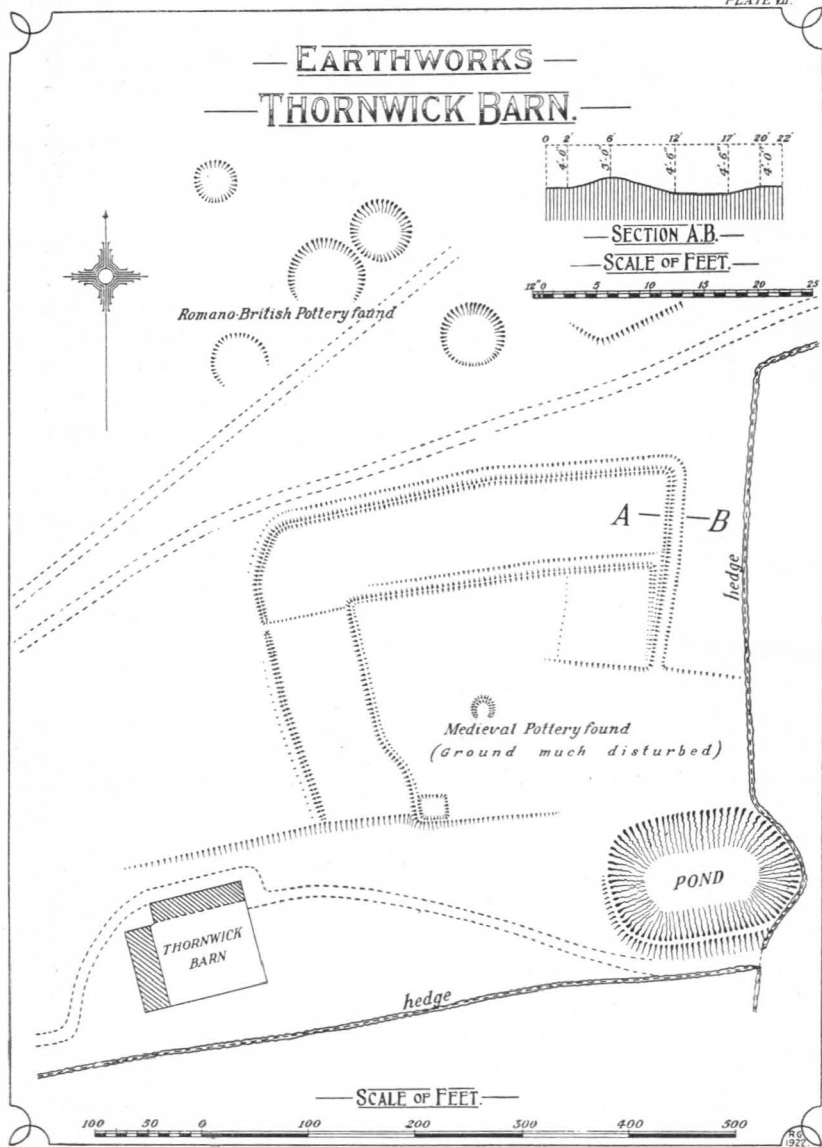 PLATE VII.
— EARTHWORKS —
— THORNWICK BARN. —
0 2' 6' 12' 17' 20' 22'
4'·0" 3'·0" 4'·6" 4'·6" 4'·0"
— SECTION A.B. —
— SCALE OF FEET. —
12" 0 5 10 15 20 25
Romano-British Pottery found
A — — B
hedge
Medieval Pottery found
(Ground much disturbed)
POND
THORNWICK
BARN
hedge
— SCALE OF FEET. —
100 50 0 100 200 300 400 500
R.G.
1922.